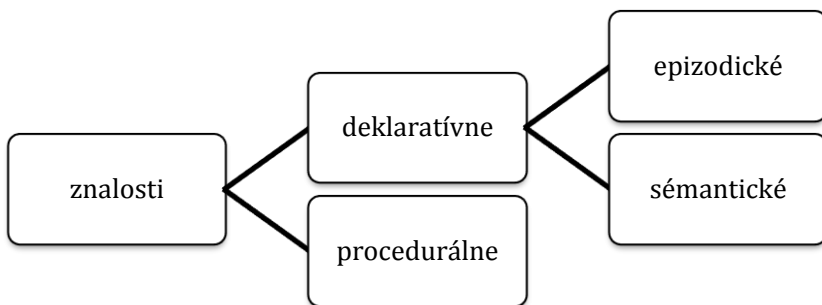 znalosti
deklaratívne
procedurálne
epizodické
sémantické